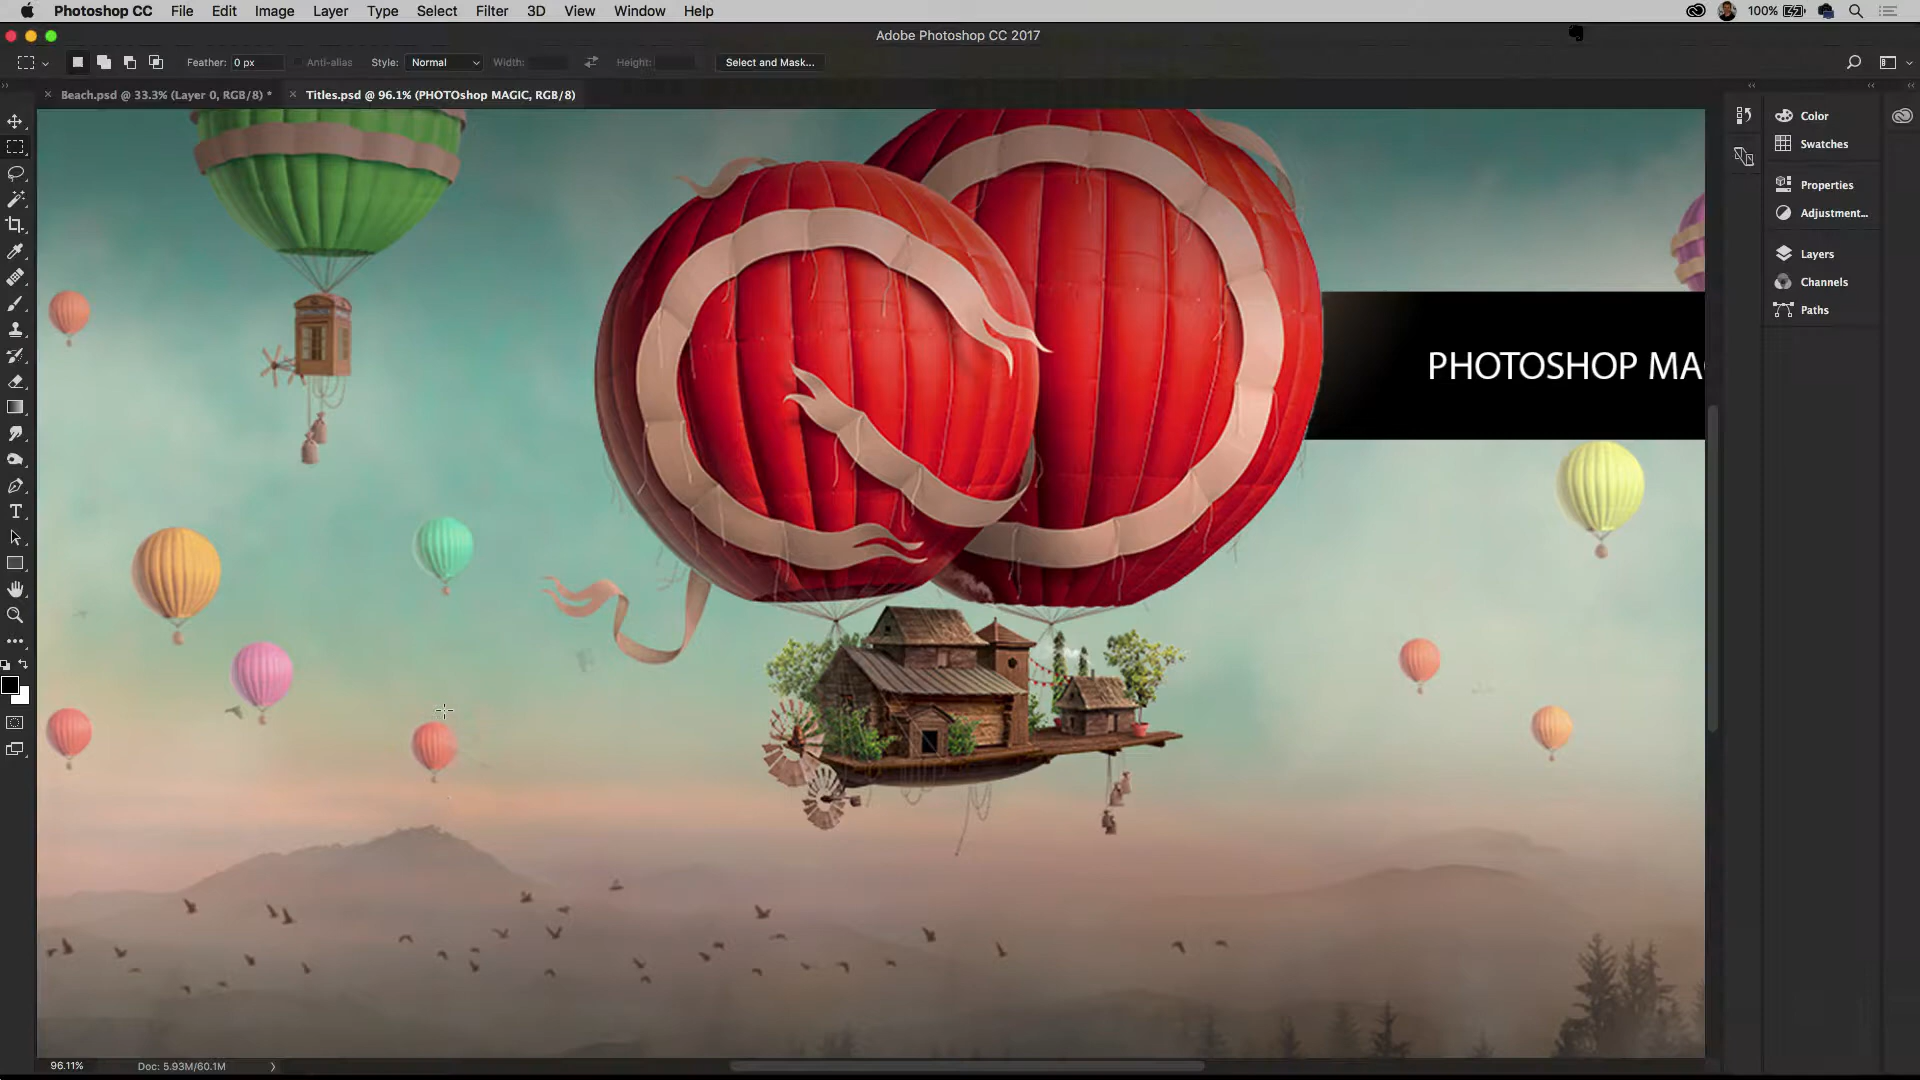 Photoshop CC File Edit Image Layer Type Select Filter 3D View Window Help 100%
Adobe Photoshop CC 2017
Feather: 0 px Anti-alias Style: Normal Width: Height: Select and Mask...
Beach.psd @ 33.3% (Layer 0, RGB/8) * Titles.psd @ 96.1% (PHOTOshop MAGIC, RGB/8)
Color
Swatches
Properties
Adjustment...
Layers
Channels
Paths
PHOTOSHOP MAG
96.11% Doc: 5.93M/60.1M